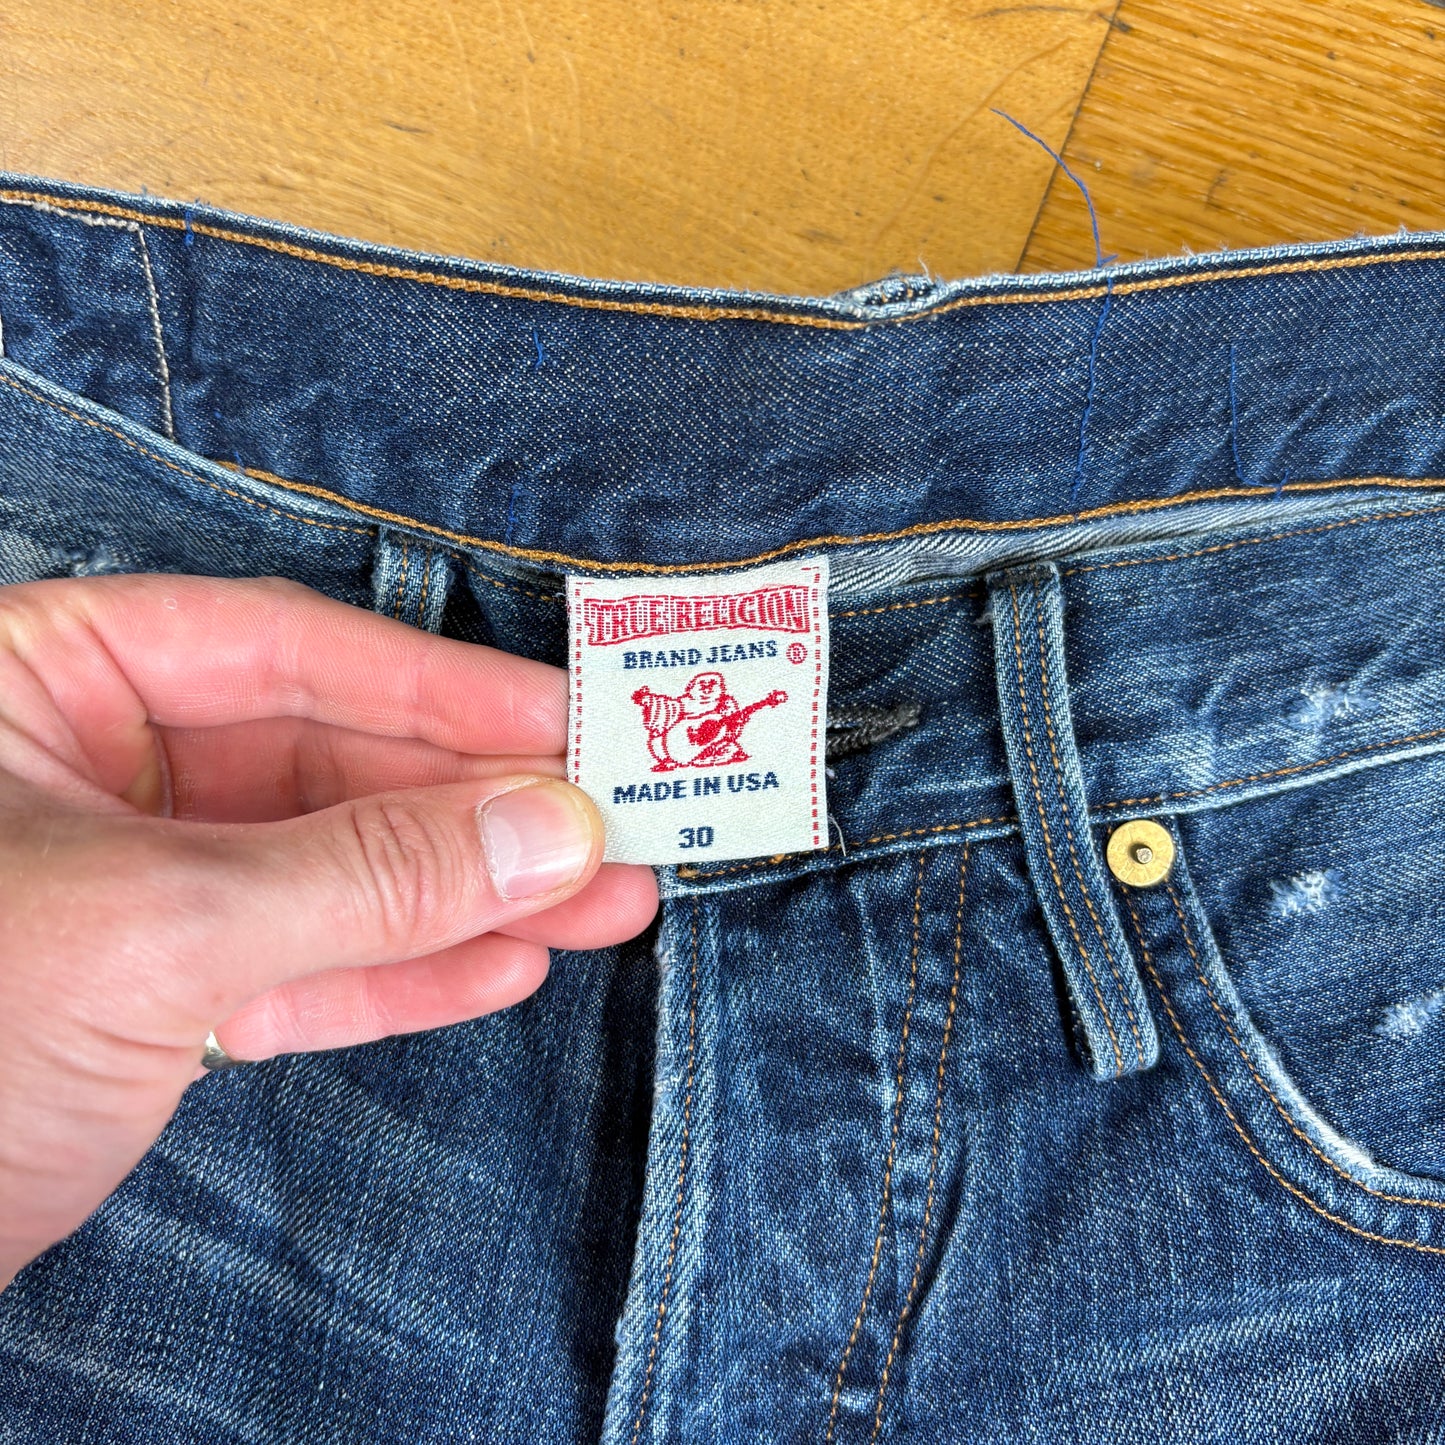 TRUE RELIGION
BRAND JEANS ®
MADE IN USA
30